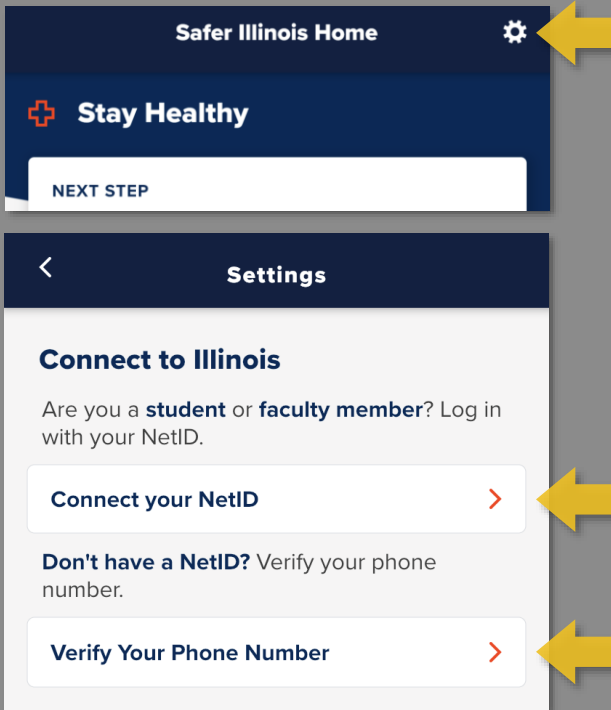 Safer Illinois Home
Stay Healthy
NEXT STEP
Settings
Connect to Illinois
Are you a student or faculty member? Log in
with your NetID.
Connect your NetID
Don't have a NetID? Verify your phone
number.
Verify Your Phone Number